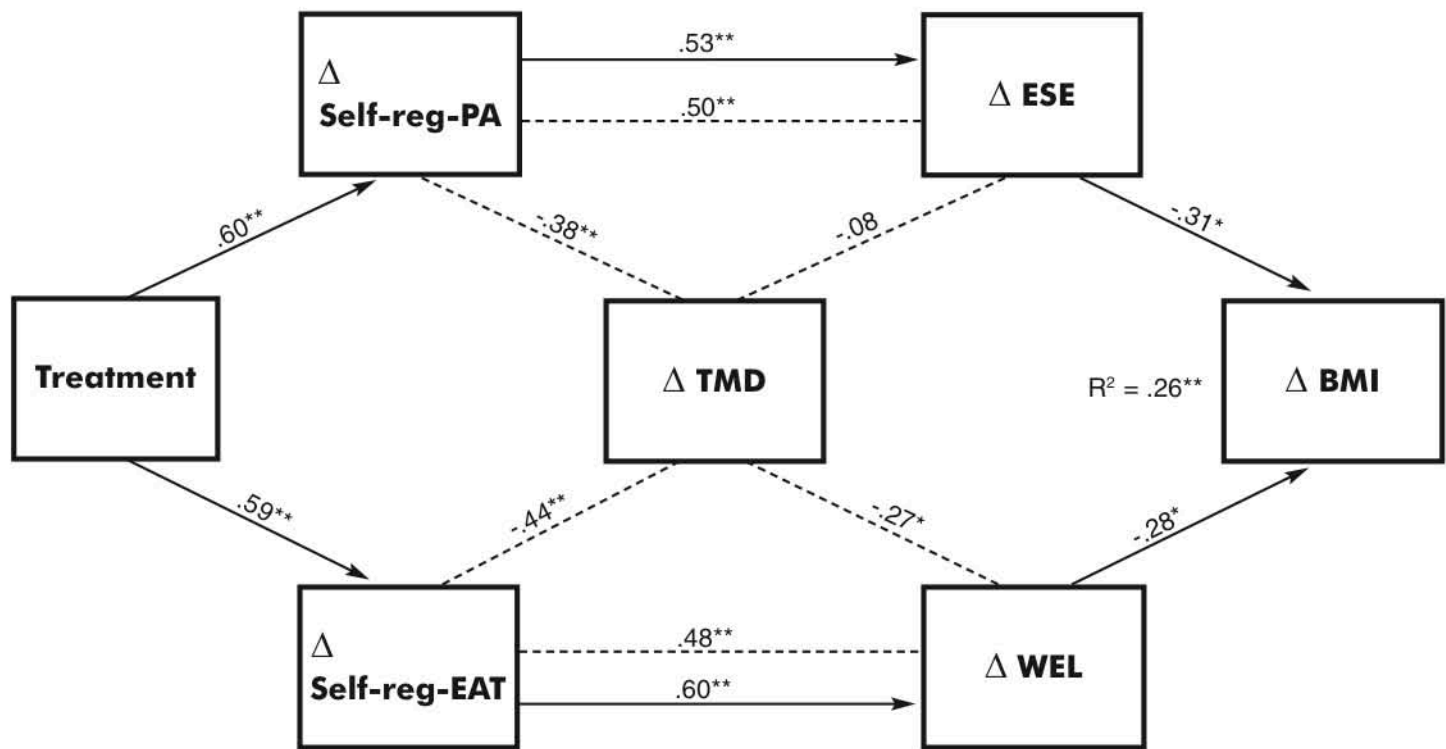 Δ
Self-reg-PA
.53**
.50**
Δ ESE
.60**
-.38**
-.08
-.31*
Treatment
Δ TMD
R² = .26**
Δ BMI
.59**
-.44**
-.27*
-.28*
Δ
Self-reg-EAT
.48**
.60**
Δ WEL